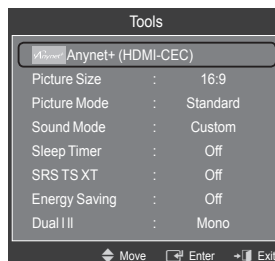 Tools
Anynet+ Anynet+ (HDMI-CEC)
Picture Size : 16:9
Picture Mode : Standard
Sound Mode : Custom
Sleep Timer : Off
SRS TS XT : Off
Energy Saving : Off
Dual I II : Mono
Move Enter Exit